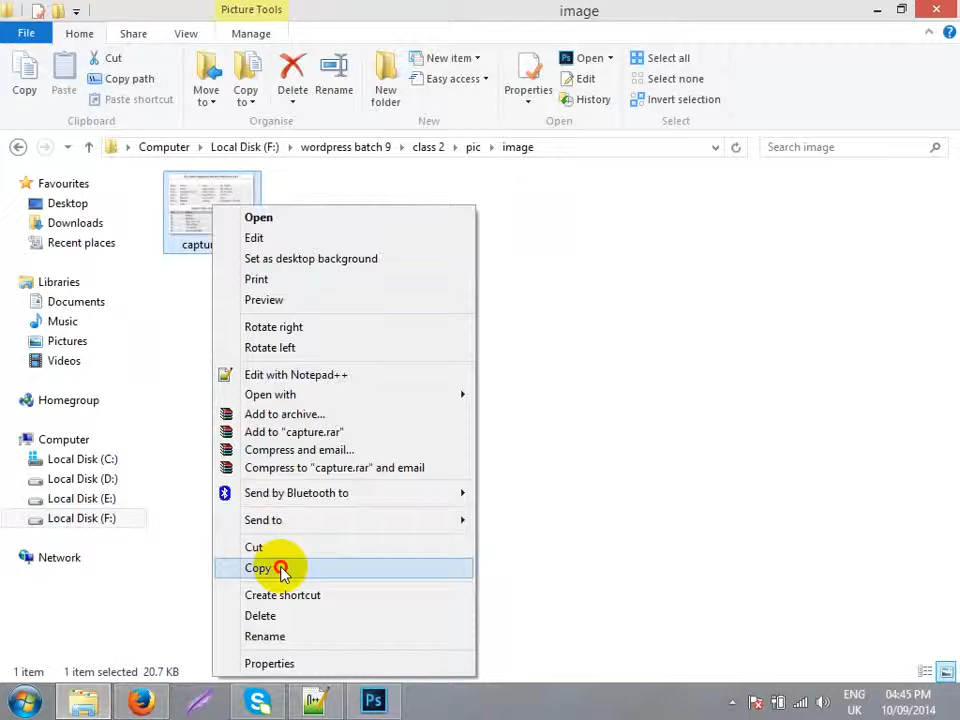 Picture Tools
image
File
Home
Share
View
Manage
Copy
Paste
Cut
Copy path
Paste shortcut
Clipboard
Move to
Copy to
Delete
Rename
Organise
New folder
New item
Easy access
New
Properties
Open
Edit
History
Open
Select all
Select none
Invert selection
Select
Computer
Local Disk (F:)
wordpress batch 9
class 2
pic
image
Search image
Favourites
Desktop
Downloads
Recent places
Libraries
Documents
Music
Pictures
Videos
Homegroup
Computer
Local Disk (C:)
Local Disk (D:)
Local Disk (E:)
Local Disk (F:)
Network
captu
Open
Edit
Set as desktop background
Print
Preview
Rotate right
Rotate left
Edit with Notepad++
Open with
Add to archive...
Add to "capture.rar"
Compress and email...
Compress to "capture.rar" and email
Send by Bluetooth to
Send to
Cut
Copy
Create shortcut
Delete
Rename
Properties
1 item
1 item selected 20.7 KB
Ps
ENG
UK
04:45 PM
10/09/2014